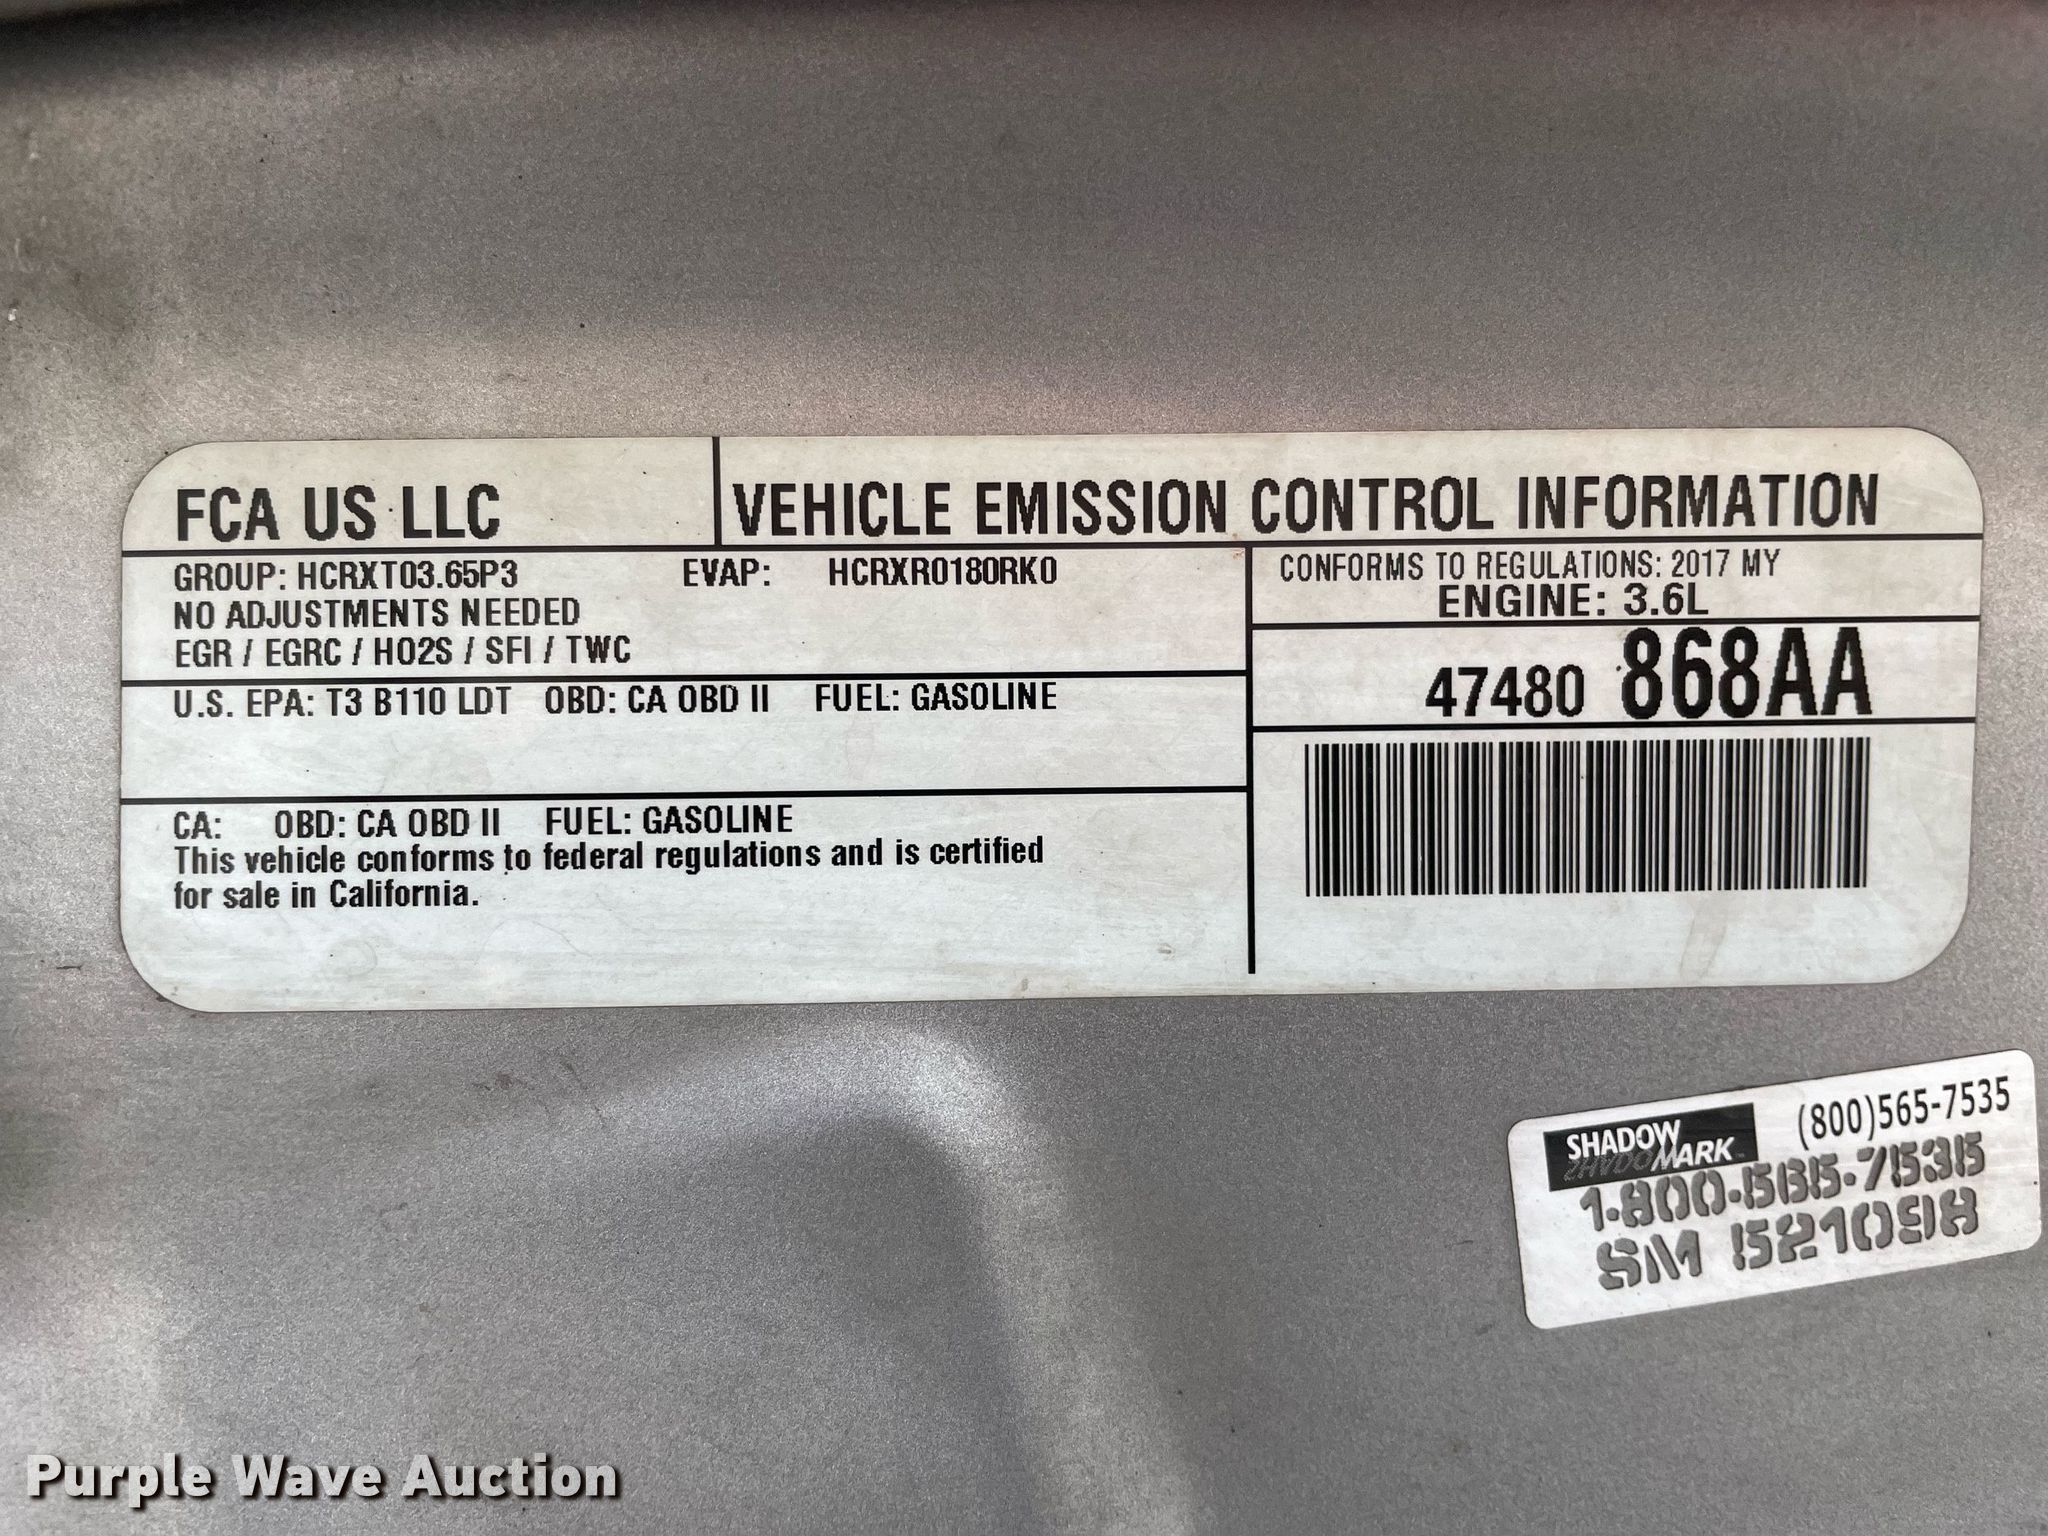 FCA US LLC
VEHICLE EMISSION CONTROL INFORMATION
GROUP: HCRXT03.65P3 EVAP: HCRXR0180RK0
NO ADJUSTMENTS NEEDED
EGR / EGRC / HO2S / SFI / TWC
CONFORMS TO REGULATIONS: 2017 MY
ENGINE: 3.6L
47480 868AA
U.S. EPA: T3 B110 LDT OBD: CA OBD II FUEL: GASOLINE
CA: OBD: CA OBD II FUEL: GASOLINE
This vehicle conforms to federal regulations and is certified
for sale in California.
SHADOW
MARK
(800)565-7535
1-800-565-7535
SM 521098
Purple Wave Auction